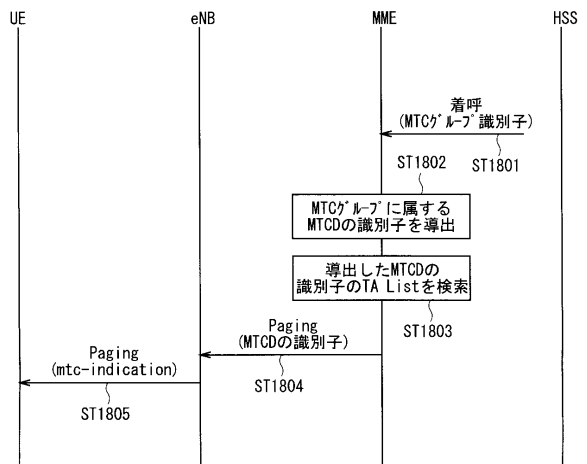 UE
eNB
MME
HSS
着呼
(MTCグループ識別子)
ST1801
ST1802
MTCグループに属する
MTCDの識別子を導出
導出したMTCDの
識別子のTA Listを検索
ST1803
Paging
(MTCDの識別子)
ST1804
Paging
(mtc-indication)
ST1805